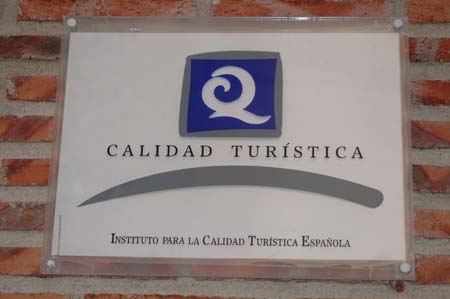 Q
CALIDAD TURÍSTICA
INSTITUTO PARA LA CALIDAD TURÍSTICA ESPAÑOLA